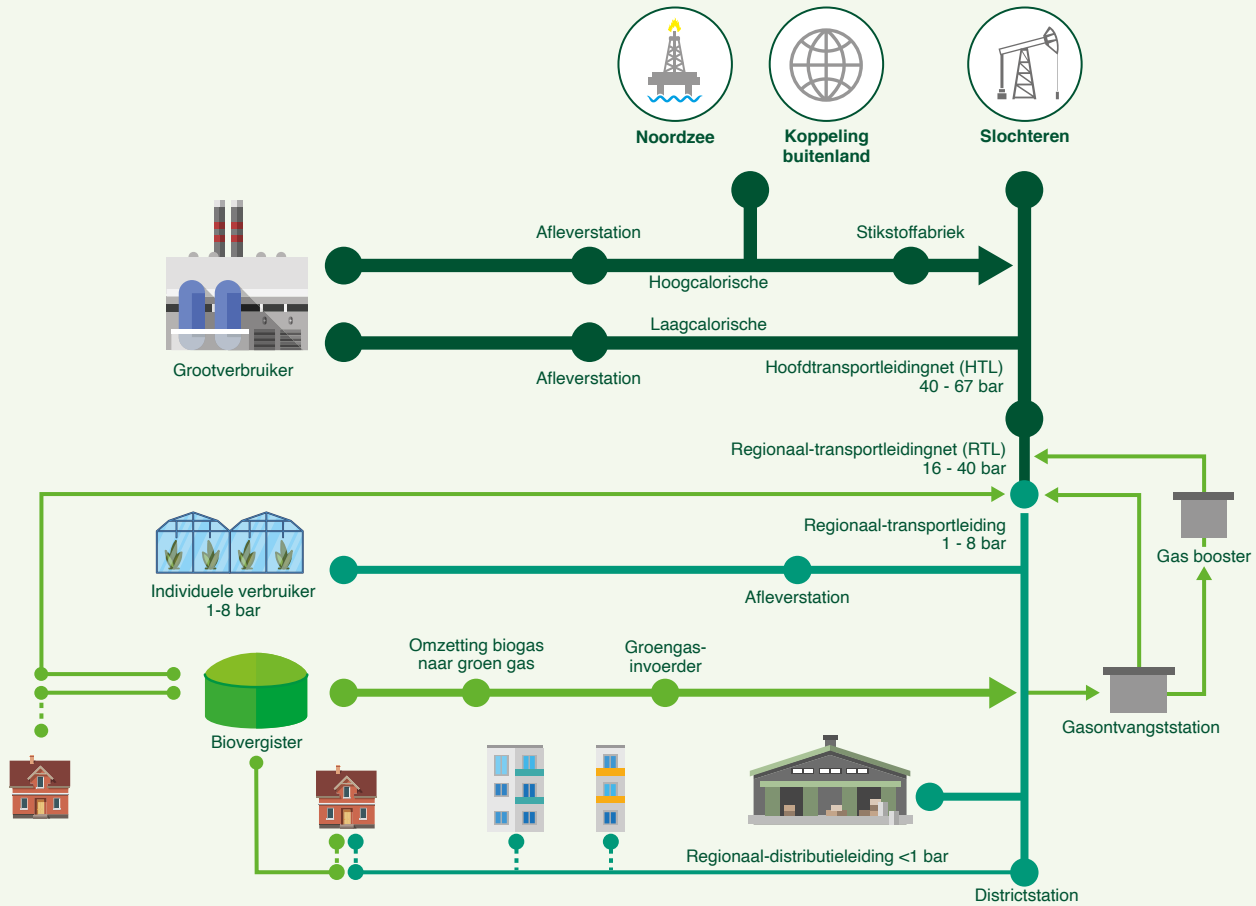 Noordzee
Koppeling
buitenland
Slochteren
Afleverstation
Stikstoffabriek
Hoogcalorische
Laagcalorische
Grootverbruiker
Afleverstation
Hoofdtransportleidingnet (HTL)
40 - 67 bar
Regionaal-transportleidingnet (RTL)
16 - 40 bar
Regionaal-transportleiding
1 - 8 bar
Gas booster
Individuele verbruiker
1-8 bar
Afleverstation
Omzetting biogas
naar groen gas
Groengas-
invoerder
Gasontvangststation
Biovergister
Regionaal-distributieleiding <1 bar
Districtstation